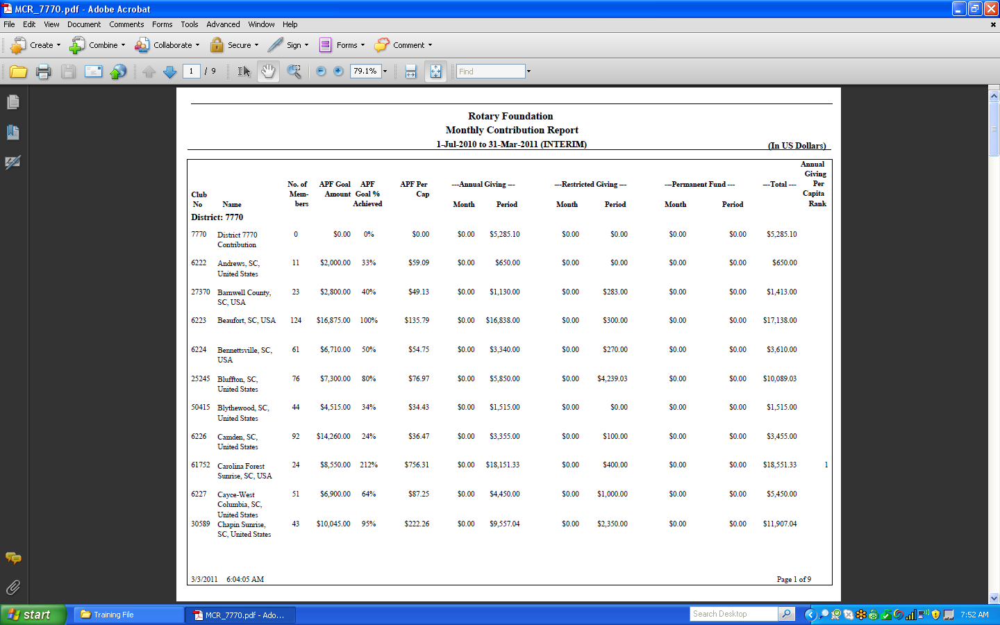 MCR_7770.pdf - Adobe Acrobat
File Edit View Document Comments Forms Tools Advanced Window Help
Create Combine Collaborate Secure Sign Forms Comment
1 / 9 79.1% Find
Rotary Foundation
Monthly Contribution Report
1-Jul-2010 to 31-Mar-2011 (INTERIM) (In US Dollars)
Annual
Giving
No. of APF Goal APF APF Per ---Annual Giving --- ---Restricted Giving --- ---Permanent Fund --- ---Total --- Per
Club Mem- Amount Goal % Cap Capita
No Name bers Achieved Month Period Month Period Month Period Rank
District: 7770
7770 District 7770 0 $0.00 0% $0.00 $0.00 $5,285.10 $0.00 $0.00 $0.00 $0.00 $5,285.10
Contribution
6222 Andrews, SC, 11 $2,000.00 33% $59.09 $0.00 $650.00 $0.00 $0.00 $0.00 $0.00 $650.00
United States
27370 Barnwell County, 23 $2,800.00 40% $49.13 $0.00 $1,130.00 $0.00 $283.00 $0.00 $0.00 $1,413.00
SC, USA
6223 Beaufort, SC, USA 124 $16,875.00 100% $135.79 $0.00 $16,838.00 $0.00 $300.00 $0.00 $0.00 $17,138.00
6224 Bennettsville, SC, 61 $6,710.00 50% $54.75 $0.00 $3,340.00 $0.00 $270.00 $0.00 $0.00 $3,610.00
USA
25245 Bluffton, SC, 76 $7,300.00 80% $76.97 $0.00 $5,850.00 $0.00 $4,239.03 $0.00 $0.00 $10,089.03
United States
50415 Blythewood, SC, 44 $4,515.00 34% $34.43 $0.00 $1,515.00 $0.00 $0.00 $0.00 $0.00 $1,515.00
United States
6226 Camden, SC, 92 $14,260.00 24% $36.47 $0.00 $3,355.00 $0.00 $100.00 $0.00 $0.00 $3,455.00
United States
61752 Carolina Forest 24 $8,550.00 212% $756.31 $0.00 $18,151.33 $0.00 $400.00 $0.00 $0.00 $18,551.33 1
Sunrise, SC, USA
6227 Cayce-West 51 $6,900.00 64% $87.25 $0.00 $4,450.00 $0.00 $1,000.00 $0.00 $0.00 $5,450.00
Columbia, SC,
United States
30589 Chapin Sunrise, 43 $10,045.00 95% $222.26 $0.00 $9,557.04 $0.00 $2,350.00 $0.00 $0.00 $11,907.04
SC, United States
3/3/2011 6:04:05 AM Page 1 of 9
start Training File MCR_7770.pdf - Ado... Search Desktop 7:52 AM